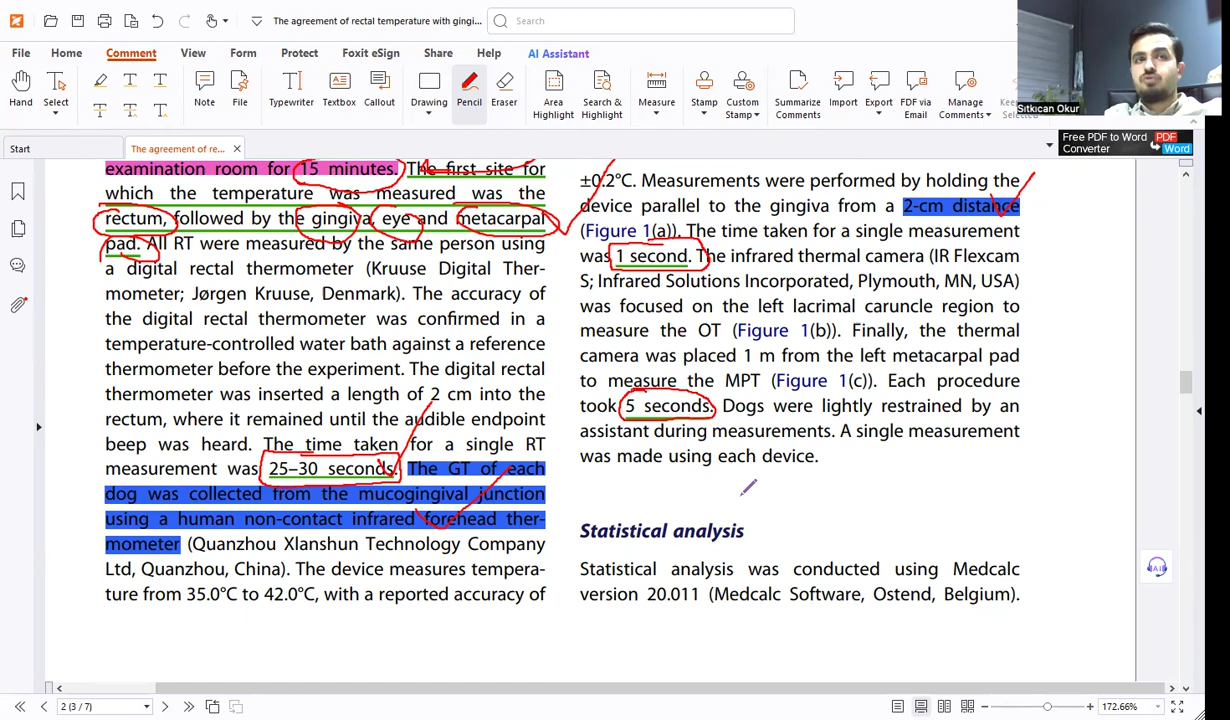 The agreement of rectal temperature with gingi...
Search
File Home Comment View Form Protect Foxit eSign Share Help AI Assistant
Hand Select Note File Typewriter Textbox Callout Drawing Pencil Eraser Area Highlight Search & Highlight Measure Stamp Custom Stamp Summarize Comments Import Export FDF via Email Manage Comments Keep Selected
Sıtkıcan Okur
Start The agreement of re...
Free PDF to Word Converter PDF Word
examination room for 15 minutes. The first site for
which the temperature was measured was the
rectum, followed by the gingiva, eye and metacarpal
pad. All RT were measured by the same person using
a digital rectal thermometer (Kruuse Digital Ther-
mometer; Jørgen Kruuse, Denmark). The accuracy of
the digital rectal thermometer was confirmed in a
temperature-controlled water bath against a reference
thermometer before the experiment. The digital rectal
thermometer was inserted a length of 2 cm into the
rectum, where it remained until the audible endpoint
beep was heard. The time taken for a single RT
measurement was 25–30 seconds. The GT of each
dog was collected from the mucogingival junction
using a human non-contact infrared forehead ther-
mometer (Quanzhou Xlanshun Technology Company
Ltd, Quanzhou, China). The device measures tempera-
ture from 35.0°C to 42.0°C, with a reported accuracy of
±0.2°C. Measurements were performed by holding the
device parallel to the gingiva from a 2-cm distance
(Figure 1(a)). The time taken for a single measurement
was 1 second. The infrared thermal camera (IR Flexcam
S; Infrared Solutions Incorporated, Plymouth, MN, USA)
was focused on the left lacrimal caruncle region to
measure the OT (Figure 1(b)). Finally, the thermal
camera was placed 1 m from the left metacarpal pad
to measure the MPT (Figure 1(c)). Each procedure
took 5 seconds. Dogs were lightly restrained by an
assistant during measurements. A single measurement
was made using each device.
Statistical analysis
Statistical analysis was conducted using Medcalc
version 20.011 (Medcalc Software, Ostend, Belgium).
2 (3 / 7)
172.66%